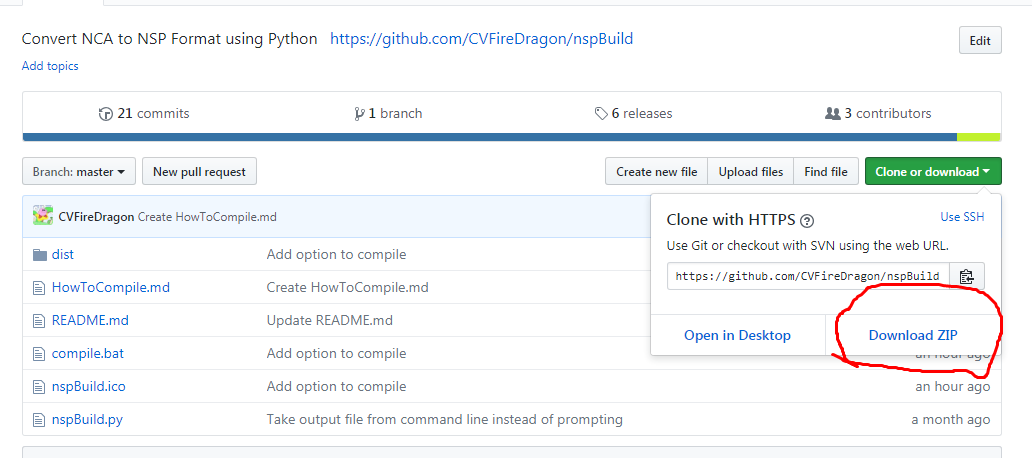 Convert NCA to NSP Format using Python https://github.com/CVFireDragon/nspBuild Edit
Add topics
21 commits 1 branch 6 releases 3 contributors
Branch: master New pull request Create new file Upload files Find file Clone or download
CVFireDragon Create HowToCompile.md
Clone with HTTPS Use SSH
Use Git or checkout with SVN using the web URL.
https://github.com/CVFireDragon/nspBuild
Open in Desktop Download ZIP
dist Add option to compile
HowToCompile.md Create HowToCompile.md
README.md Update README.md
compile.bat Add option to compile an hour ago
nspBuild.ico Add option to compile an hour ago
nspBuild.py Take output file from command line instead of prompting a month ago